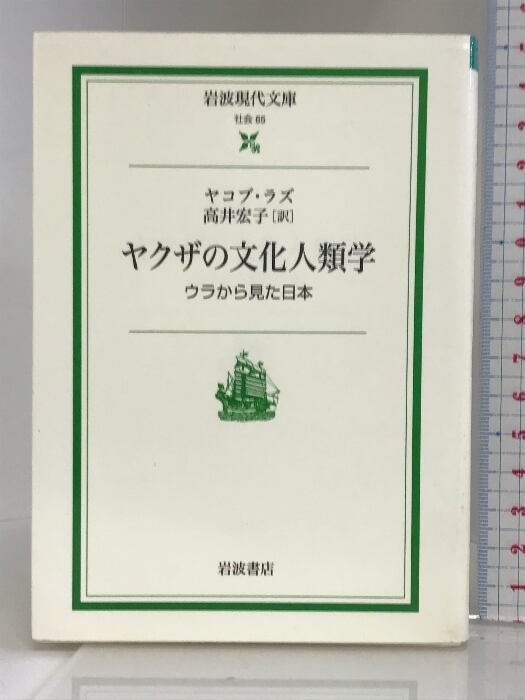 岩波現代文庫
社会 66
ヤコブ・ラズ
高井宏子［訳］
ヤクザの文化人類学
ウラから見た日本
岩波書店